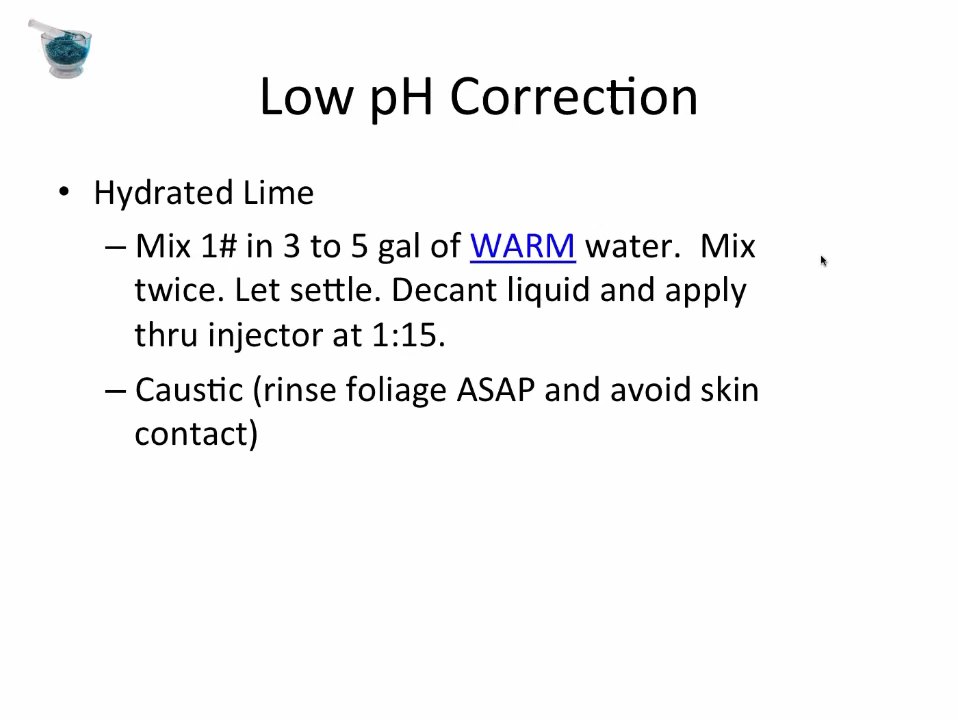 Low pH Correction
• Hydrated Lime
– Mix 1# in 3 to 5 gal of WARM water.  Mix
twice. Let settle. Decant liquid and apply
thru injector at 1:15.
– Caustic (rinse foliage ASAP and avoid skin
contact)